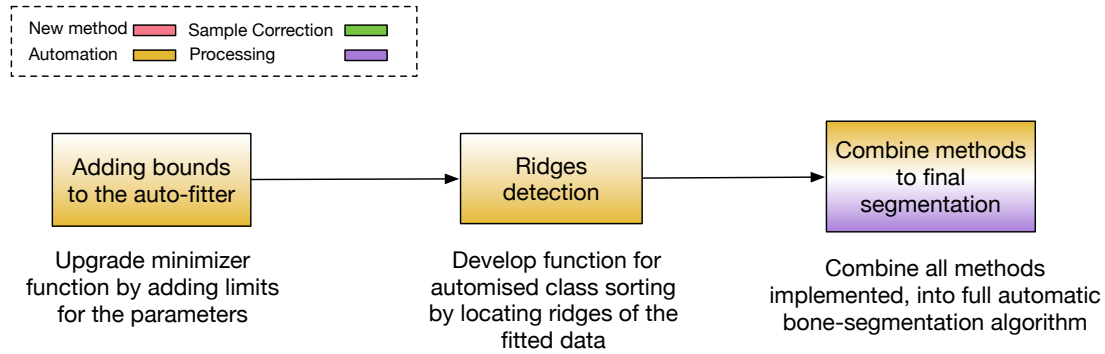 New method Sample Correction
Automation Processing
Adding bounds
to the auto-fitter
Upgrade minimizer
function by adding limits
for the parameters
Ridges
detection
Develop function for
automised class sorting
by locating ridges of the
fitted data
Combine methods
to final
segmentation
Combine all methods
implemented, into full automatic
bone-segmentation algorithm